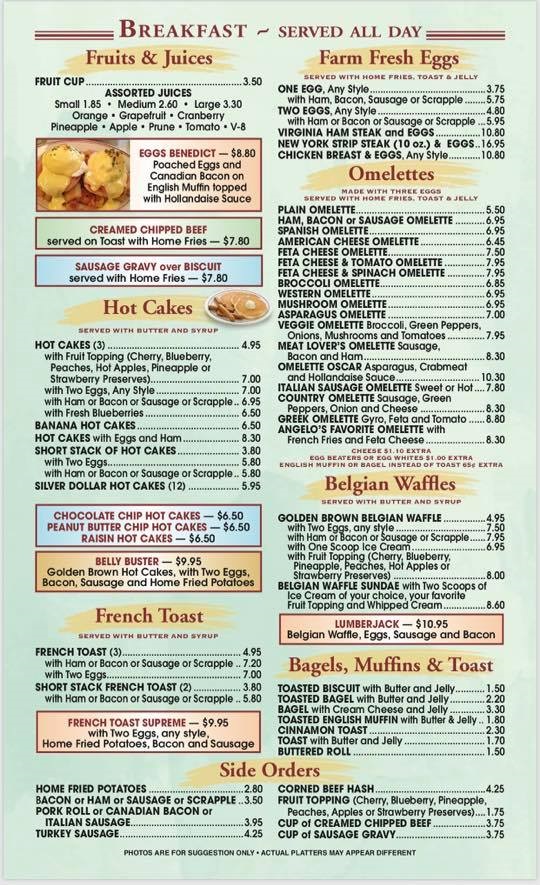 BREAKFAST ~ SERVED ALL DAY
Fruits & Juices
FRUIT CUP 3.50
ASSORTED JUICES
Small 1.85 • Medium 2.60 • Large 3.30
Orange • Grapefruit • Cranberry
Pineapple • Apple • Prune • Tomato • V-8
EGGS BENEDICT — $8.80
Poached Eggs and
Canadian Bacon on
English Muffin topped
with Hollandaise Sauce
CREAMED CHIPPED BEEF
served on Toast with Home Fries — $7.80
SAUSAGE GRAVY over BISCUIT
served with Home Fries — $7.80
Hot Cakes
SERVED WITH BUTTER AND SYRUP
HOT CAKES (3) 4.95
with Fruit Topping (Cherry, Blueberry,
Peaches, Hot Apples, Pineapple or
Strawberry Preserves) 7.00
with Two Eggs, Any Style 7.00
with Ham or Bacon or Sausage or Scrapple 6.95
with Fresh Blueberries 6.50
BANANA HOT CAKES 6.50
HOT CAKES with Eggs and Ham 8.30
SHORT STACK OF HOT CAKES 3.80
with Two Eggs 5.80
with Ham or Bacon or Sausage or Scrapple 5.80
SILVER DOLLAR HOT CAKES (12) 5.95
CHOCOLATE CHIP HOT CAKES — $6.50
PEANUT BUTTER CHIP HOT CAKES — $6.50
RAISIN HOT CAKES — $6.50
BELLY BUSTER — $9.95
Golden Brown Hot Cakes, with Two Eggs,
Bacon, Sausage and Home Fried Potatoes
French Toast
SERVED WITH BUTTER AND SYRUP
FRENCH TOAST (3) 4.95
with Ham or Bacon or Sausage or Scrapple 7.20
with Two Eggs 7.00
SHORT STACK FRENCH TOAST (2) 3.80
with Ham or Bacon or Sausage or Scrapple 5.80
FRENCH TOAST SUPREME — $9.95
with Two Eggs, any style,
Home Fried Potatoes, Bacon and Sausage
Farm Fresh Eggs
SERVED WITH HOME FRIES, TOAST & JELLY
ONE EGG, Any Style 3.75
with Ham, Bacon, Sausage or Scrapple 5.75
TWO EGGS, Any Style 4.80
with Ham or Bacon or Sausage or Scrapple 5.95
VIRGINIA HAM STEAK and EGGS 10.80
NEW YORK STRIP STEAK (10 oz.) & EGGS 16.95
CHICKEN BREAST & EGGS, Any Style 10.80
Omelettes
MADE WITH THREE EGGS
SERVED WITH HOME FRIES, TOAST & JELLY
PLAIN OMELETTE 5.50
HAM, BACON or SAUSAGE OMELETTE 6.95
SPANISH OMELETTE 6.95
AMERICAN CHEESE OMELETTE 6.45
FETA CHEESE OMELETTE 7.50
FETA CHEESE & TOMATO OMELETTE 7.95
FETA CHEESE & SPINACH OMELETTE 7.95
BROCCOLI OMELETTE 6.85
WESTERN OMELETTE 6.95
MUSHROOM OMELETTE 6.95
ASPARAGUS OMELETTE 7.00
VEGGIE OMELETTE Broccoli, Green Peppers,
Onions, Mushrooms and Tomatoes 7.95
MEAT LOVER'S OMELETTE Sausage,
Bacon and Ham 8.30
OMELETTE OSCAR Asparagus, Crabmeat
and Hollandaise Sauce 10.30
ITALIAN SAUSAGE OMELETTE Sweet or Hot 7.80
COUNTRY OMELETTE Sausage, Green
Peppers, Onion and Cheese 8.30
GREEK OMELETTE Gyro, Feta and Tomato 8.80
ANGELO'S FAVORITE OMELETTE with
French Fries and Feta Cheese 8.30
CHEESE $1.10 EXTRA
EGG BEATERS OR EGG WHITES $1.00 EXTRA
ENGLISH MUFFIN OR BAGEL INSTEAD OF TOAST 65¢ EXTRA
Belgian Waffles
SERVED WITH BUTTER AND SYRUP
GOLDEN BROWN BELGIAN WAFFLE 4.95
with Two Eggs, any style 7.50
with Ham or Bacon or Sausage or Scrapple 7.95
with One Scoop Ice Cream 6.95
with Fruit Topping (Cherry, Blueberry,
Pineapple, Peaches, Hot Apples or
Strawberry Preserves) 8.00
BELGIAN WAFFLE SUNDAE with Two Scoops of
Ice Cream of your choice, your favorite
Fruit Topping and Whipped Cream 8.60
LUMBERJACK — $10.95
Belgian Waffle, Eggs, Sausage and Bacon
Bagels, Muffins & Toast
TOASTED BISCUIT with Butter and Jelly 1.50
TOASTED BAGEL with Butter and Jelly 2.20
BAGEL with Cream Cheese and Jelly 3.30
TOASTED ENGLISH MUFFIN with Butter & Jelly 1.80
CINNAMON TOAST 2.30
TOAST with Butter and Jelly 1.70
BUTTERED ROLL 1.50
Side Orders
HOME FRIED POTATOES 2.80
BACON or HAM or SAUSAGE or SCRAPPLE 3.50
PORK ROLL or CANADIAN BACON or
ITALIAN SAUSAGE 3.95
TURKEY SAUSAGE 4.25
CORNED BEEF HASH 4.25
FRUIT TOPPING (Cherry, Blueberry, Pineapple,
Peaches, Apples or Strawberry Preserves) 1.75
CUP of CREAMED CHIPPED BEEF 3.75
CUP of SAUSAGE GRAVY 3.75
PHOTOS ARE FOR SUGGESTION ONLY • ACTUAL PLATTERS MAY APPEAR DIFFERENT